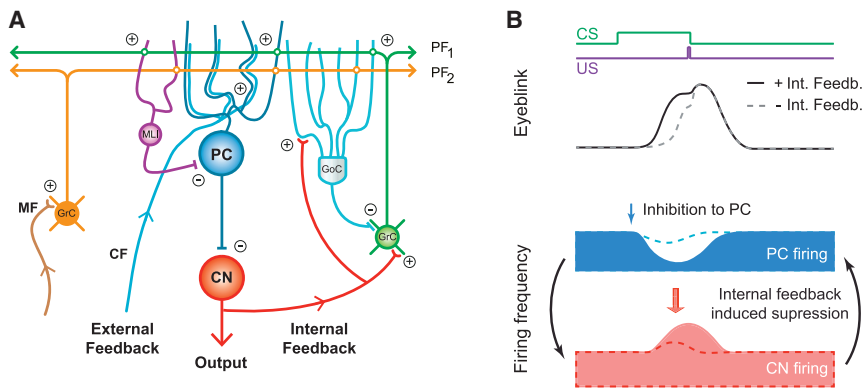 A
B
PF1
PF2
MLI
PC
GoC
MF
GrC
GrC
CF
CN
External
Feedback
Internal
Feedback
Output
CS
US
Eyeblink
+ Int. Feedb.
- Int. Feedb.
Inhibition to PC
PC firing
Firing frequency
Internal feedback
induced supression
CN firing